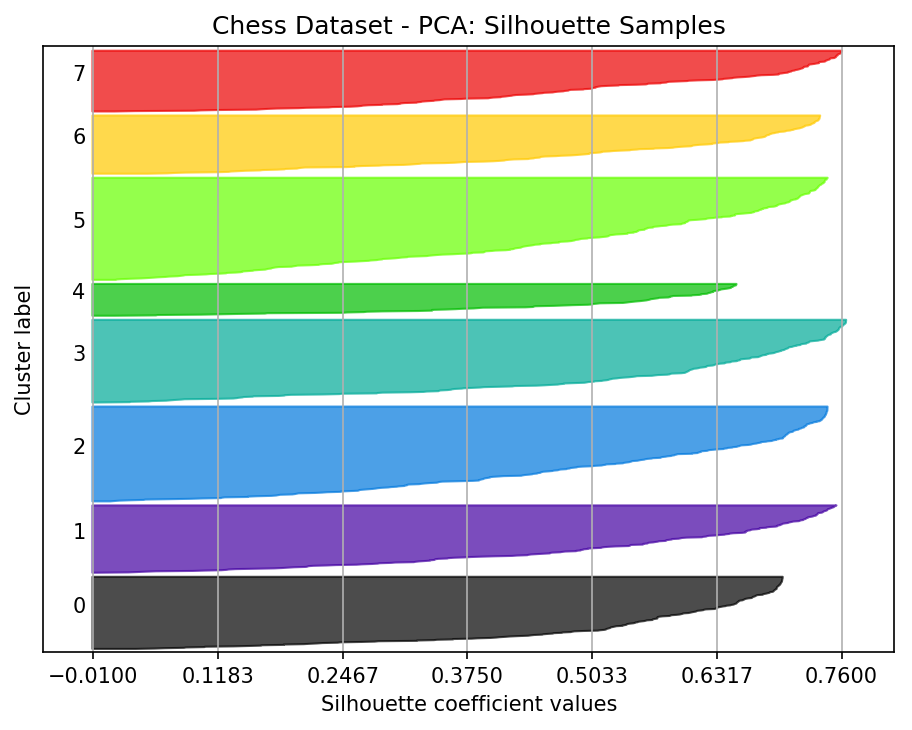 Chess Dataset - PCA: Silhouette Samples
7
6
5
4
3
2
1
0
Cluster label
−0.0100 0.1183 0.2467 0.3750 0.5033 0.6317 0.7600
Silhouette coefficient values